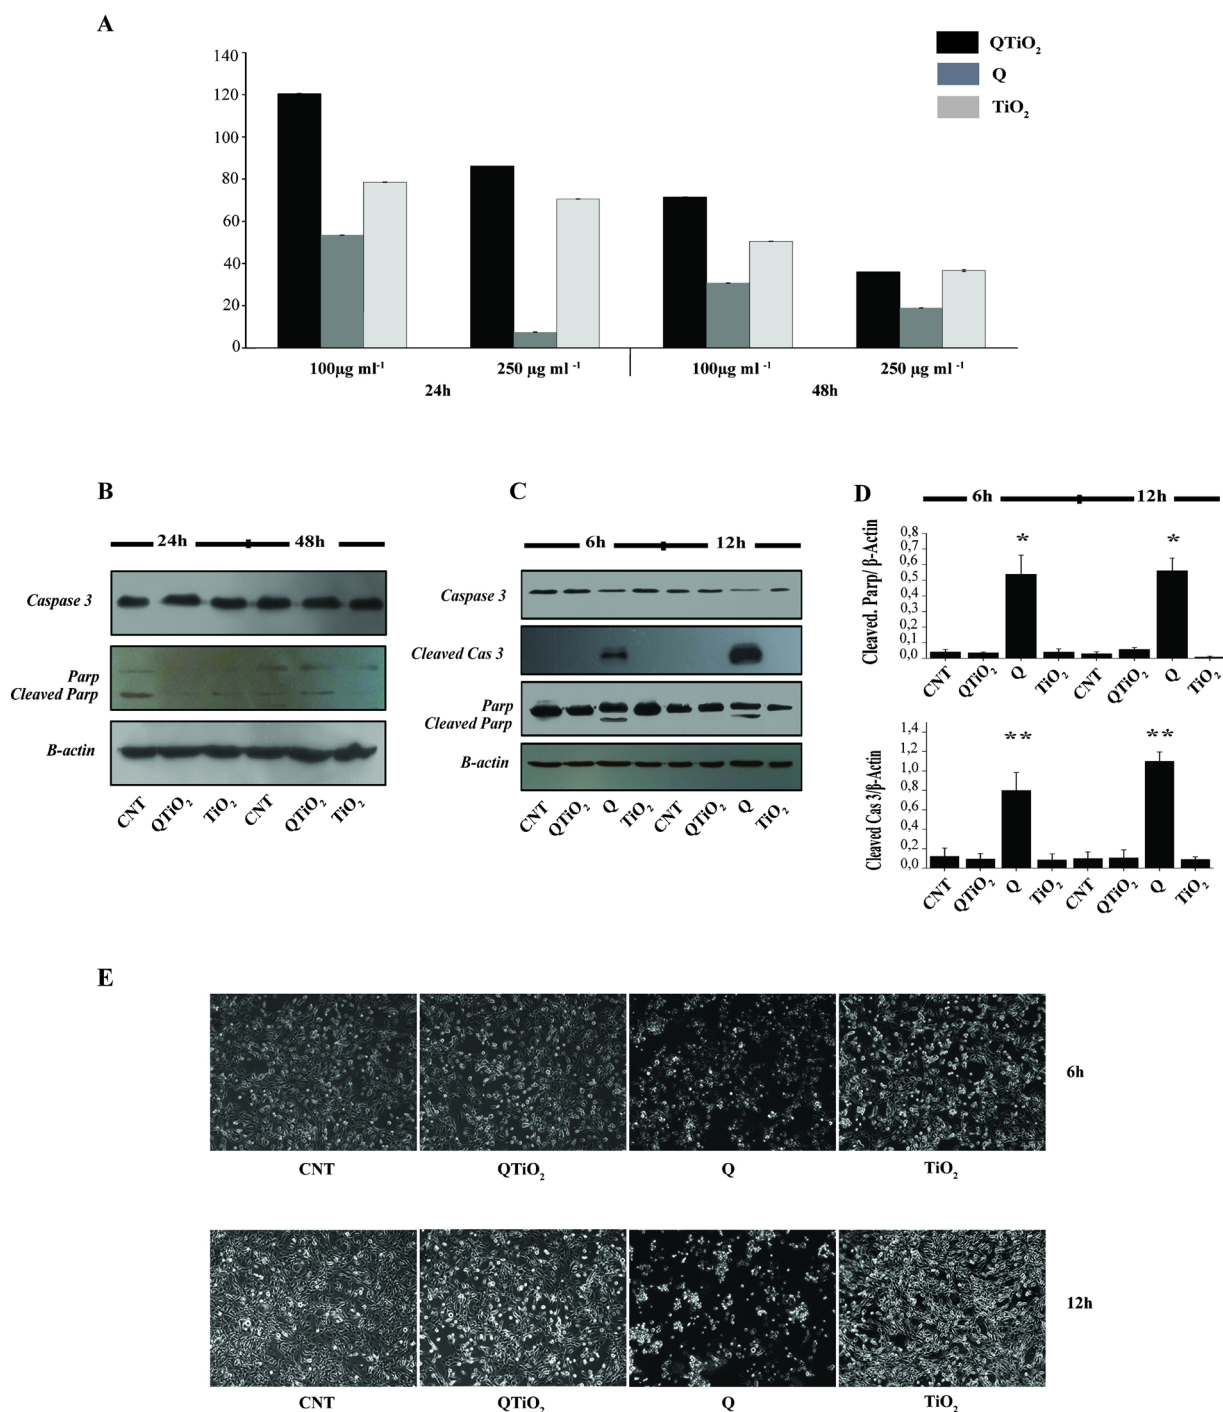 A
QTiO₂
Q
TiO₂
140
120
100
80
60
40
20
0
100µg ml⁻¹ 250 µg ml ⁻¹ 100µg ml⁻¹ 250 µg ml ⁻¹
24h 48h
B
24h 48h
Caspase 3
Parp
Cleaved Parp
B-actin
CNT QTiO₂ TiO₂ CNT QTiO₂ TiO₂
C
6h 12h
Caspase 3
Cleaved Cas 3
Parp
Cleaved Parp
B-actin
CNT QTiO₂ Q TiO₂ CNT QTiO₂ Q TiO₂
D
6h 12h
Cleaved. Parp/ β-Actin
0,8
0,7
0,5
0,4
0,3
0,2
0,1
0,0
* *
CNT QTiO₂ Q TiO₂ CNT QTiO₂ Q TiO₂
Cleaved Cas 3/β-Actin
1,4
1,2
1,0
0,8
0,6
0,4
0,2
0,0
** **
CNT QTiO₂ Q TiO₂ CNT QTiO₂ Q TiO₂
E
6h
CNT QTiO₂ Q TiO₂
12h
CNT QTiO₂ Q TiO₂